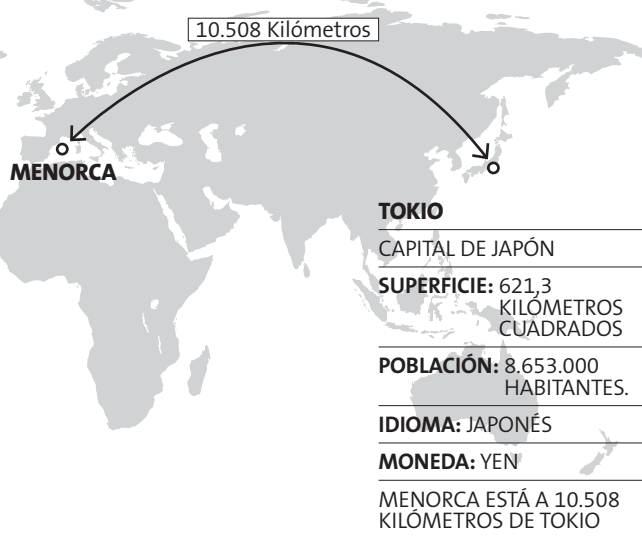 10.508 Kilómetros
MENORCA
TOKIO
CAPITAL DE JAPÓN
SUPERFICIE: 621,3
KILÓMETROS
CUADRADOS
POBLACIÓN: 8.653.000
HABITANTES.
IDIOMA: JAPONÉS
MONEDA: YEN
MENORCA ESTÁ A 10.508
KILÓMETROS DE TOKIO